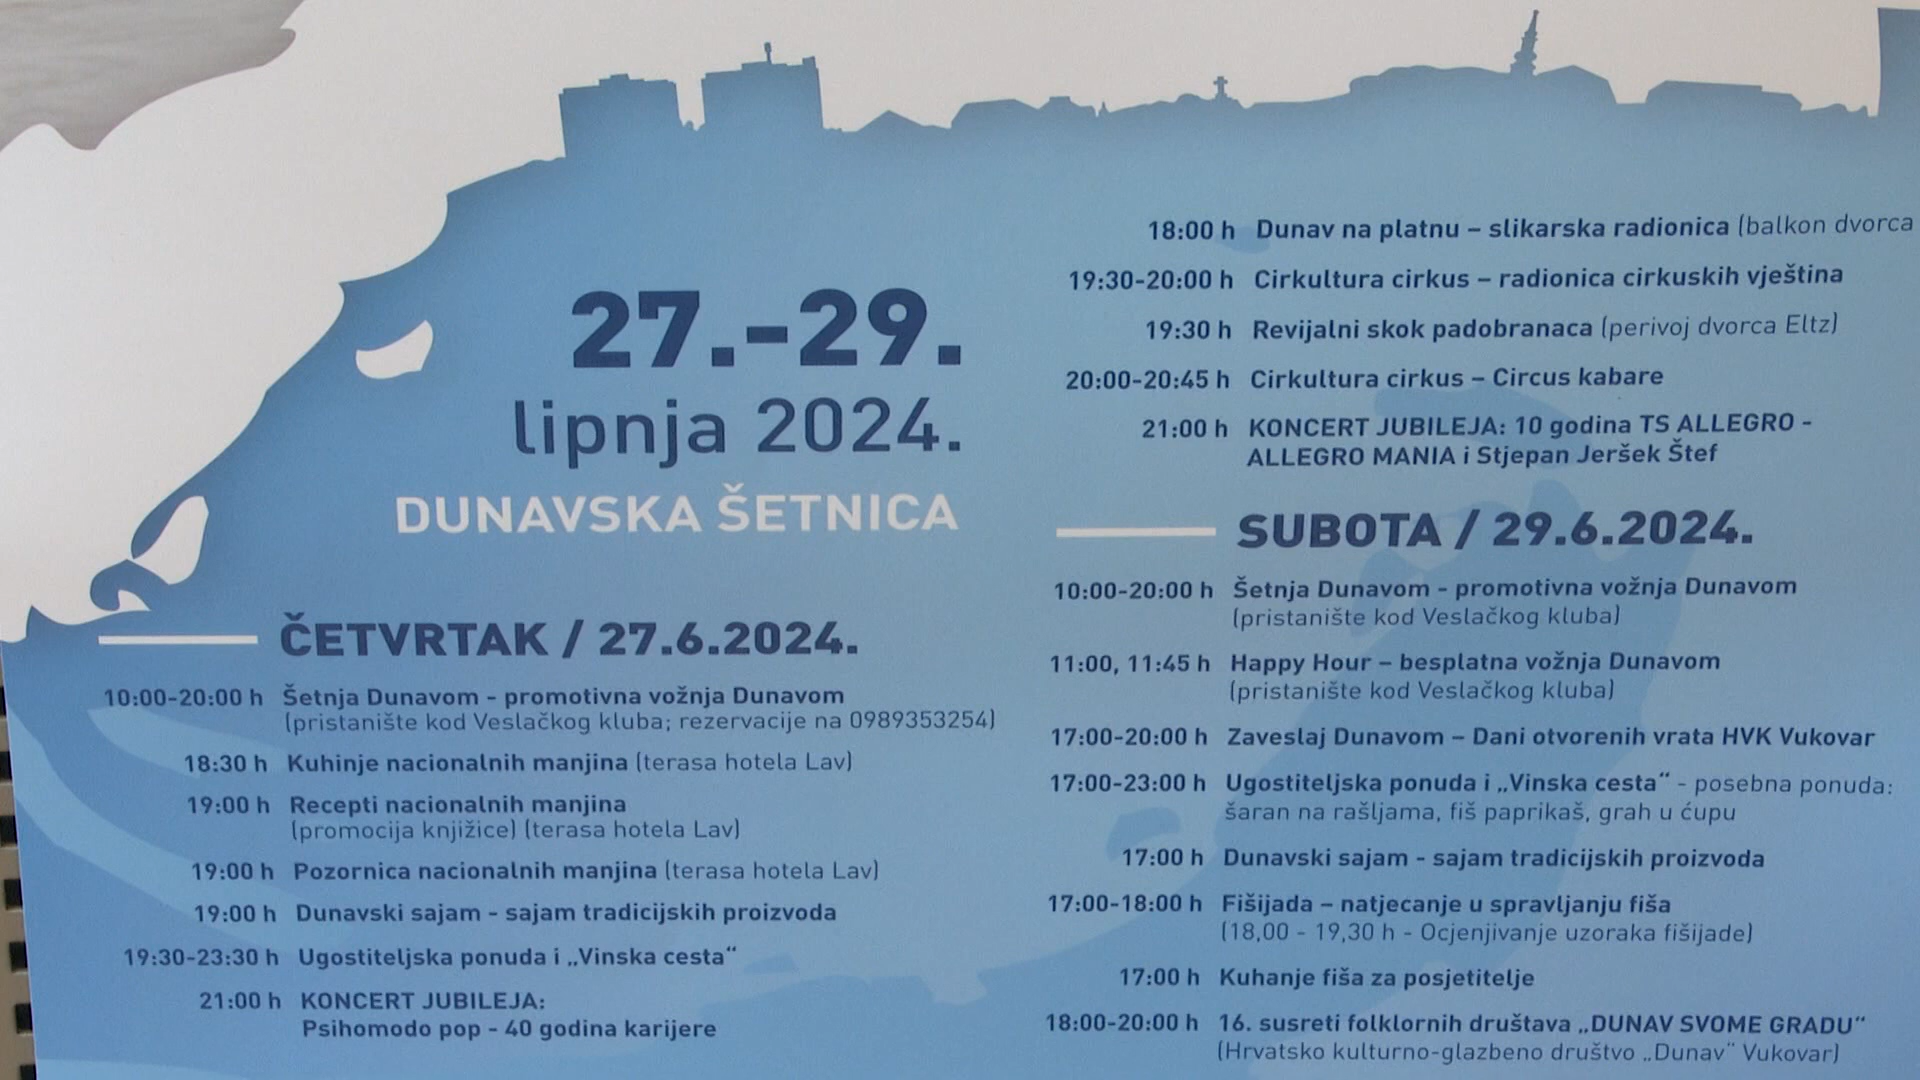 27.-29.
lipnja 2024.
DUNAVSKA ŠETNICA
ČETVRTAK / 27.6.2024.
10:00-20:00 h Šetnja Dunavom - promotivna vožnja Dunavom
(pristanište kod Veslačkog kluba; rezervacije na 0989353254)
18:30 h Kuhinje nacionalnih manjina (terasa hotela Lav)
19:00 h Recepti nacionalnih manjina
(promocija knjižice) (terasa hotela Lav)
19:00 h Pozornica nacionalnih manjina (terasa hotela Lav)
19:00 h Dunavski sajam - sajam tradicijskih proizvoda
19:30-23:30 h Ugostiteljska ponuda i „Vinska cesta“
21:00 h KONCERT JUBILEJA:
Psihomodo pop - 40 godina karijere
18:00 h Dunav na platnu – slikarska radionica (balkon dvorca
19:30-20:00 h Cirkultura cirkus – radionica cirkuskih vještina
19:30 h Revijalni skok padobranaca (perivoj dvorca Eltz)
20:00-20:45 h Cirkultura cirkus – Circus kabare
21:00 h KONCERT JUBILEJA: 10 godina TS ALLEGRO -
ALLEGRO MANIA i Stjepan Jeršek Štef
SUBOTA / 29.6.2024.
10:00-20:00 h Šetnja Dunavom - promotivna vožnja Dunavom
(pristanište kod Veslačkog kluba)
11:00, 11:45 h Happy Hour – besplatna vožnja Dunavom
(pristanište kod Veslačkog kluba)
17:00-20:00 h Zaveslaj Dunavom – Dani otvorenih vrata HVK Vukovar
17:00-23:00 h Ugostiteljska ponuda i „Vinska cesta“ - posebna ponuda:
šaran na rašljama, fiš paprikaš, grah u ćupu
17:00 h Dunavski sajam - sajam tradicijskih proizvoda
17:00-18:00 h Fišijada – natjecanje u spravljanju fiša
(18,00 - 19,30 h - Ocjenjivanje uzoraka fišijade)
17:00 h Kuhanje fiša za posjetitelje
18:00-20:00 h 16. susreti folklornih društava „DUNAV SVOME GRADU“
(Hrvatsko kulturno-glazbeno društvo „Dunav“ Vukovar)